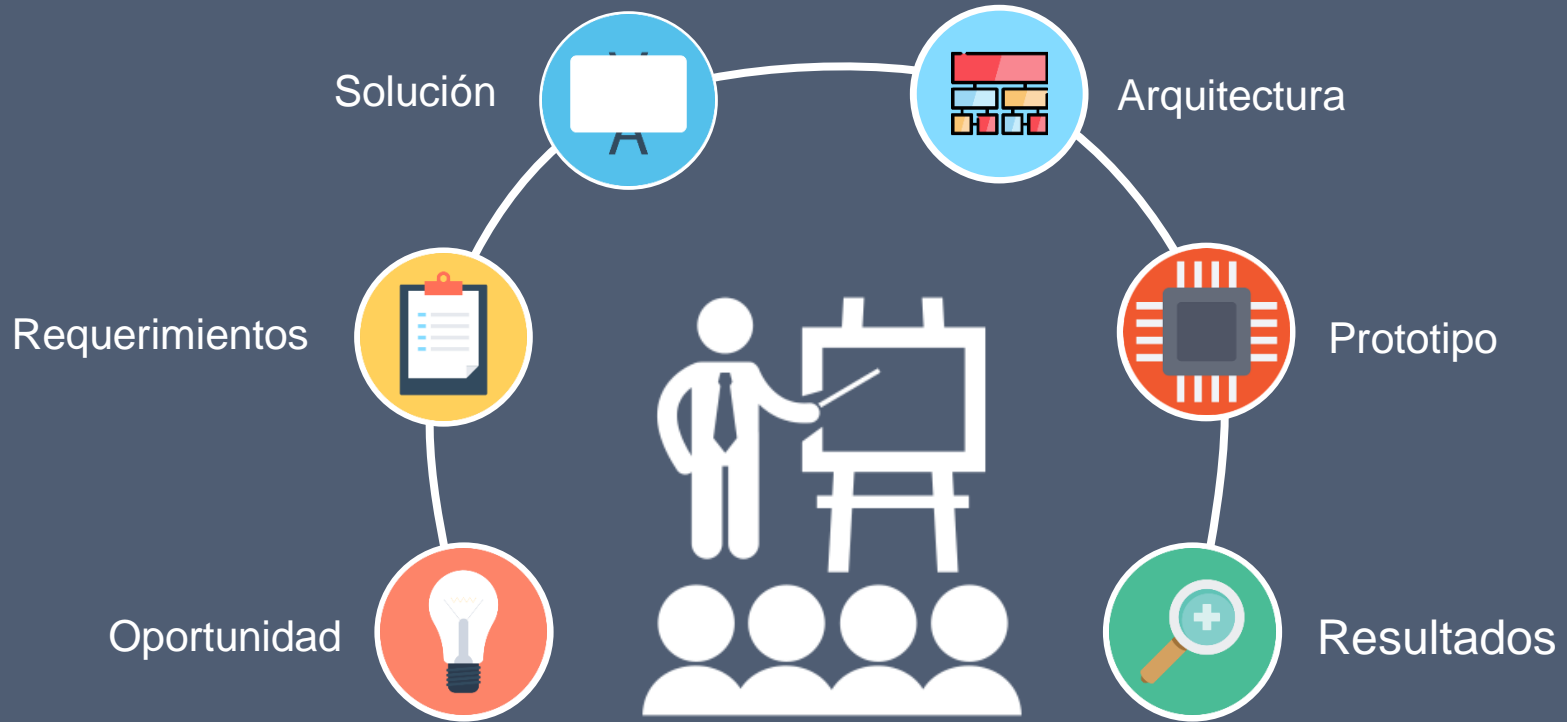 Solución
Arquitectura
Requerimientos
Prototipo
Oportunidad
Resultados